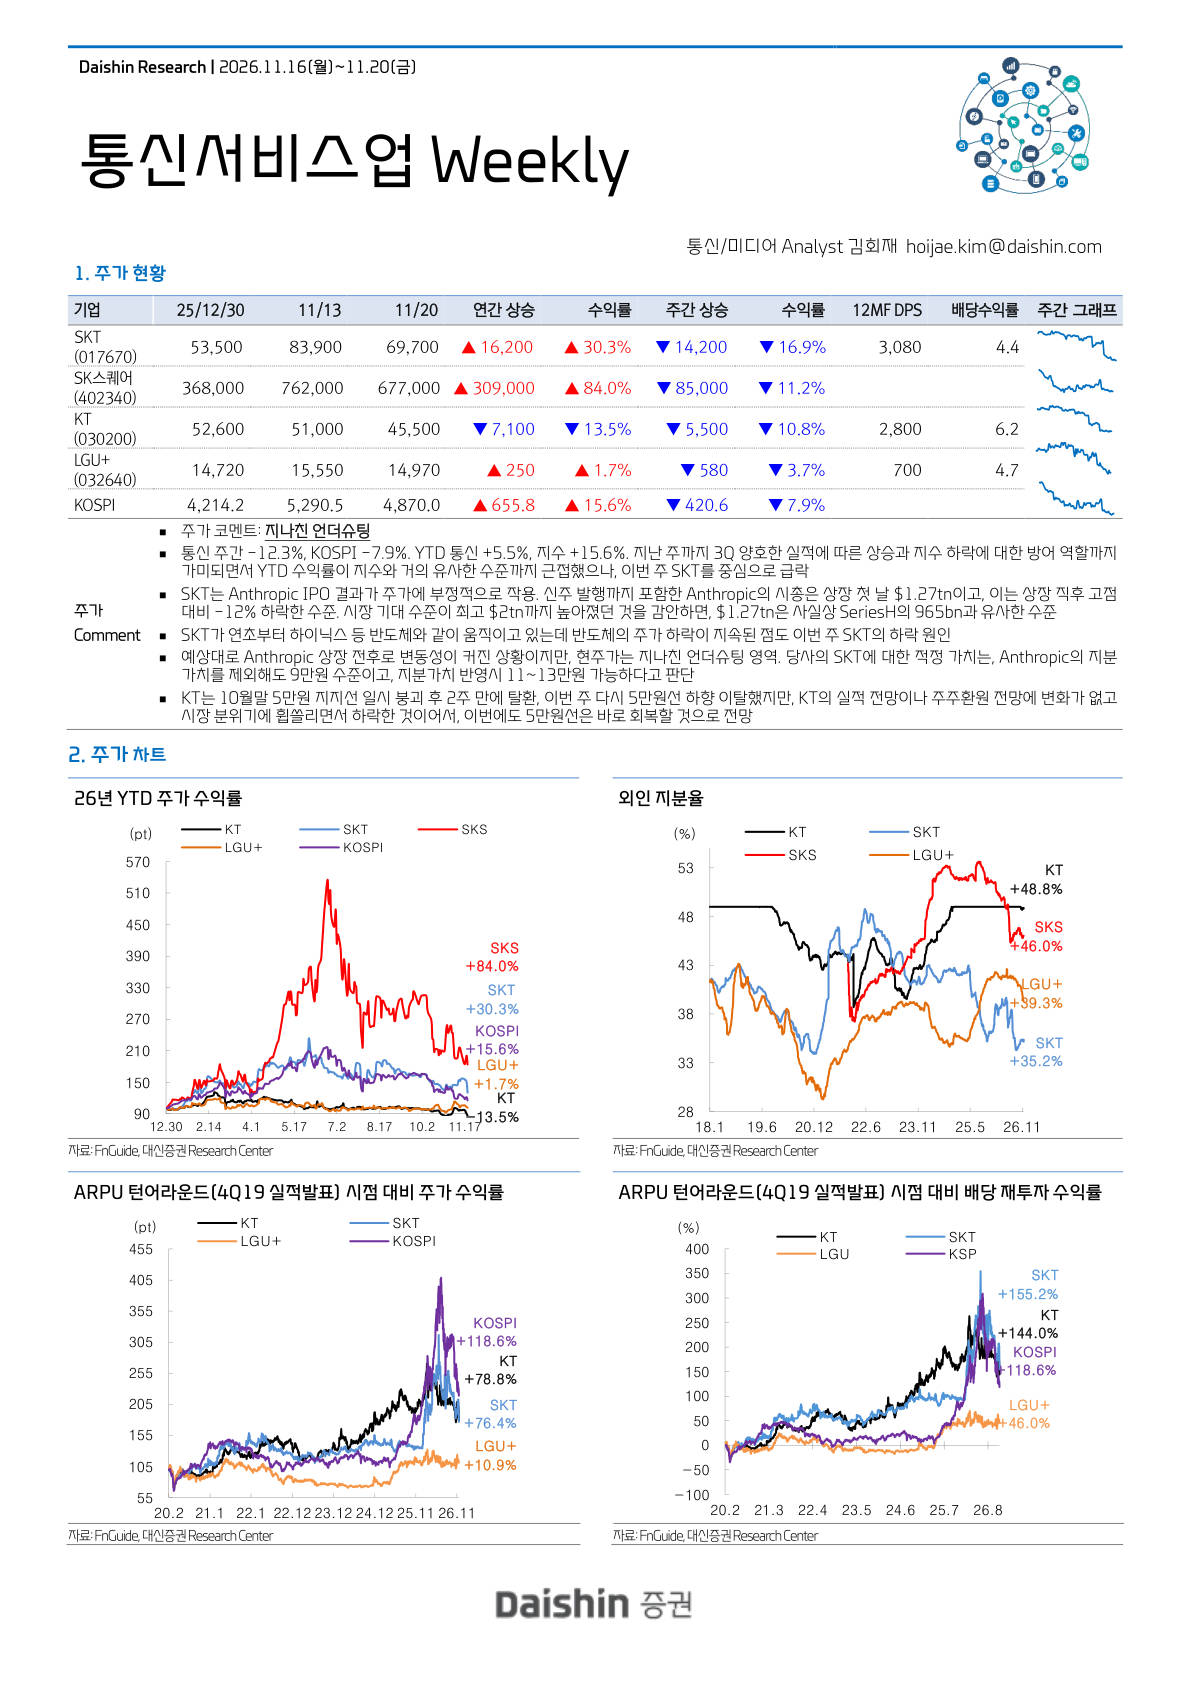 Daishin Research | 2026.11.16(월)~11.20(금)
통신서비스업 Weekly
통신/미디어 Analyst 김회재 hoijae.kim@daishin.com
1. 주가 현황
기업 25/12/30 11/13 11/20 연간 상승 수익률 주간 상승 수익률 12MF DPS 배당수익률 주간 그래프
SKT
(017670) 53,500 83,900 69,700 ▲ 16,200 ▲ 30.3% ▼ 14,200 ▼ 16.9% 3,080 4.4
SK스퀘어
(402340) 368,000 762,000 677,000 ▲ 309,000 ▲ 84.0% ▼ 85,000 ▼ 11.2%
KT
(030200) 52,600 51,000 45,500 ▼ 7,100 ▼ 13.5% ▼ 5,500 ▼ 10.8% 2,800 6.2
LGU+
(032640) 14,720 15,550 14,970 ▲ 250 ▲ 1.7% ▼ 580 ▼ 3.7% 700 4.7
KOSPI 4,214.2 5,290.5 4,870.0 ▲ 655.8 ▲ 15.6% ▼ 420.6 ▼ 7.9%
주가
Comment
■ 주가 코멘트: 지나친 언더슈팅
■ 통신 주간 -12.3%, KOSPI -7.9%. YTD 통신 +5.5%, 지수 +15.6%. 지난 주까지 3Q 양호한 실적에 따른 상승과 지수 하락에 대한 방어 역할까지
가미되면서 YTD 수익률이 지수와 거의 유사한 수준까지 근접했으나, 이번 주 SKT를 중심으로 급락
■ SKT는 Anthropic IPO 결과가 주가에 부정적으로 작용. 신주 발행까지 포함한 Anthropic의 시총은 상장 첫 날 $1.27tn이고, 이는 상장 직후 고점
대비 -12% 하락한 수준. 시장 기대 수준이 최고 $2tn까지 높아졌던 것을 감안하면, $1.27tn은 사실상 SeriesH의 965bn과 유사한 수준
■ SKT가 연초부터 하이닉스 등 반도체와 같이 움직이고 있는데 반도체의 주가 하락이 지속된 점도 이번 주 SKT의 하락 원인
■ 예상대로 Anthropic 상장 전후로 변동성이 커진 상황이지만, 현주가는 지나친 언더슈팅 영역. 당사의 SKT에 대한 적정 가치는, Anthropic의 지분
가치를 제외해도 9만원 수준이고, 지분가치 반영시 11~13만원 가능하다고 판단
■ KT는 10월말 5만원 지지선 일시 붕괴 후 2주 만에 탈환, 이번 주 다시 5만원선 하향 이탈했지만, KT의 실적 전망이나 주주환원 전망에 변화가 없고
시장 분위기에 휩쓸리면서 하락한 것이어서, 이번에도 5만원선은 바로 회복할 것으로 전망
2. 주가 차트
26년 YTD 주가 수익률
(pt)
KT SKT SKS
LGU+ KOSPI
570
510
450
390
330
270
210
150
90
SKS
+84.0%
SKT
+30.3%
KOSPI
+15.6%
LGU+
+1.7%
KT
-13.5%
12.30 2.14 4.1 5.17 7.2 8.17 10.2 11.17
자료: FnGuide, 대신증권 Research Center
외인 지분율
(%)
KT SKT
SKS LGU+
53
48
43
38
33
28
KT
+48.8%
SKS
+46.0%
LGU+
+39.3%
SKT
+35.2%
18.1 19.6 20.12 22.6 23.11 25.5 26.11
자료: FnGuide, 대신증권 Research Center
ARPU 턴어라운드(4Q19 실적발표) 시점 대비 주가 수익률
(pt)
KT SKT
LGU+ KOSPI
455
405
355
305
255
205
155
105
55
KOSPI
+118.6%
KT
+78.8%
SKT
+76.4%
LGU+
+10.9%
20.2 21.1 22.1 22.12 23.12 24.12 25.11 26.11
자료: FnGuide, 대신증권 Research Center
ARPU 턴어라운드(4Q19 실적발표) 시점 대비 배당 재투자 수익률
(%)
KT SKT
LGU KSP
400
350
300
250
200
150
100
50
0
-50
-100
SKT
+155.2%
KT
+144.0%
KOSPI
+118.6%
LGU+
+46.0%
20.2 21.3 22.4 23.5 24.6 25.7 26.8
자료: FnGuide, 대신증권 Research Center
Daishin 증권